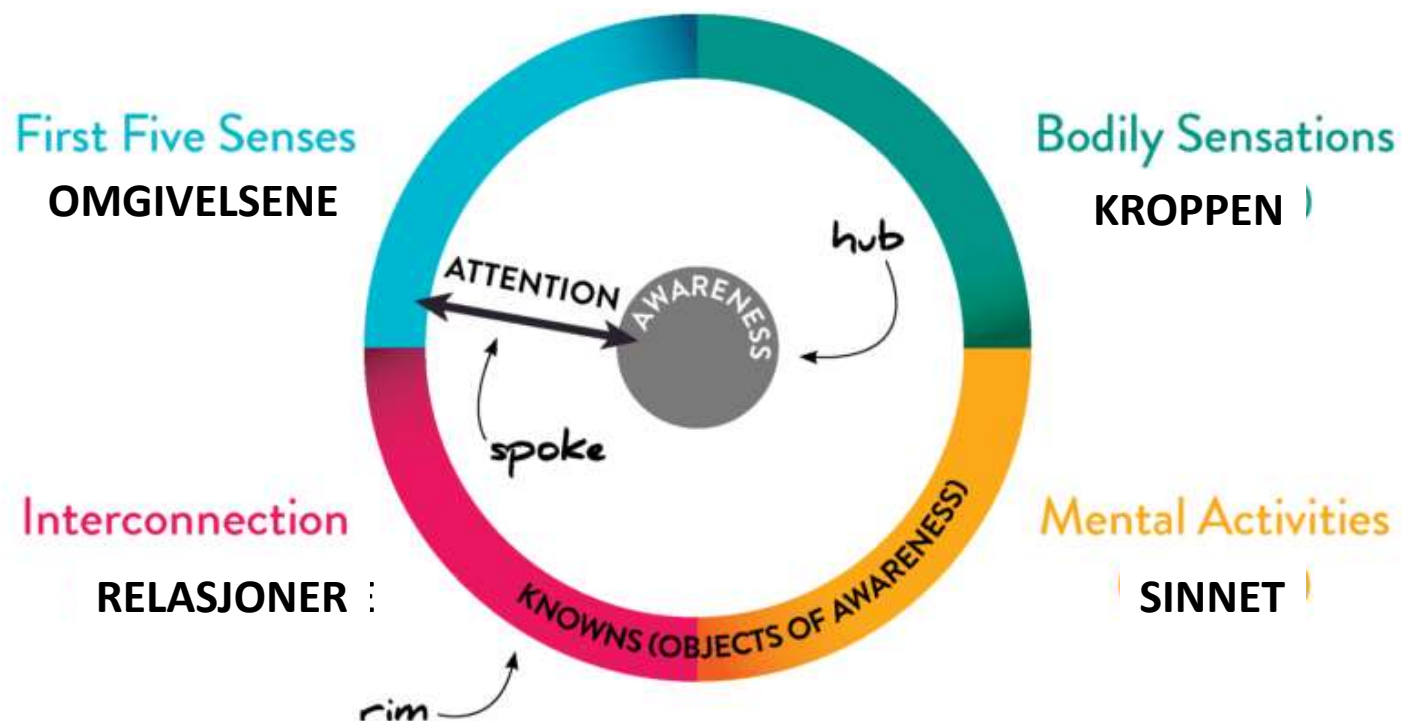 First Five Senses
OMGIVELSENE
Bodily Sensations
KROPPEN
hub
ATTENTION
AWARENESS
spoke
Interconnection
RELASJONER :
Mental Activities
SINNET
KNOWNS (OBJECTS OF AWARENESS)
rim